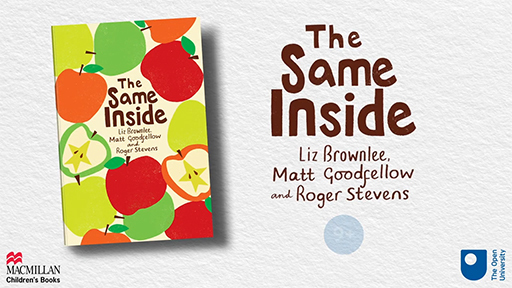 The
Same
Inside
Liz Brownlee,
Matt Goodfellow
and
Roger Stevens
The
Same
Inside
Liz Brownlee,
Matt Goodfellow
and Roger Stevens
MACMILLAN
Children's Books
The Open
University